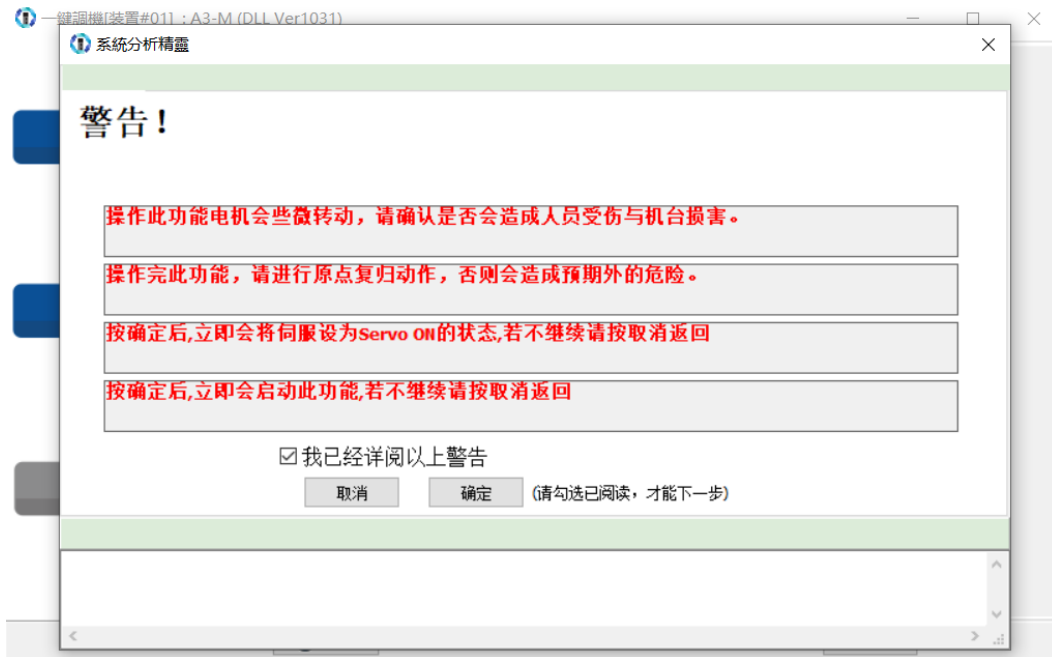 一鍵調機[裝置#01] : A3-M (DLL Ver1031)
系統分析精靈
警告！
操作此功能电机会些微转动，请确认是否会造成人员受伤与机台损害。
操作完此功能，请进行原点复归动作，否则会造成预期外的危险。
按确定后,立即会将伺服设为Servo ON的状态,若不继续请按取消返回
按确定后,立即会启动此功能,若不继续请按取消返回
我已经详阅以上警告
取消 确定 (请勾选已阅读，才能下一步)